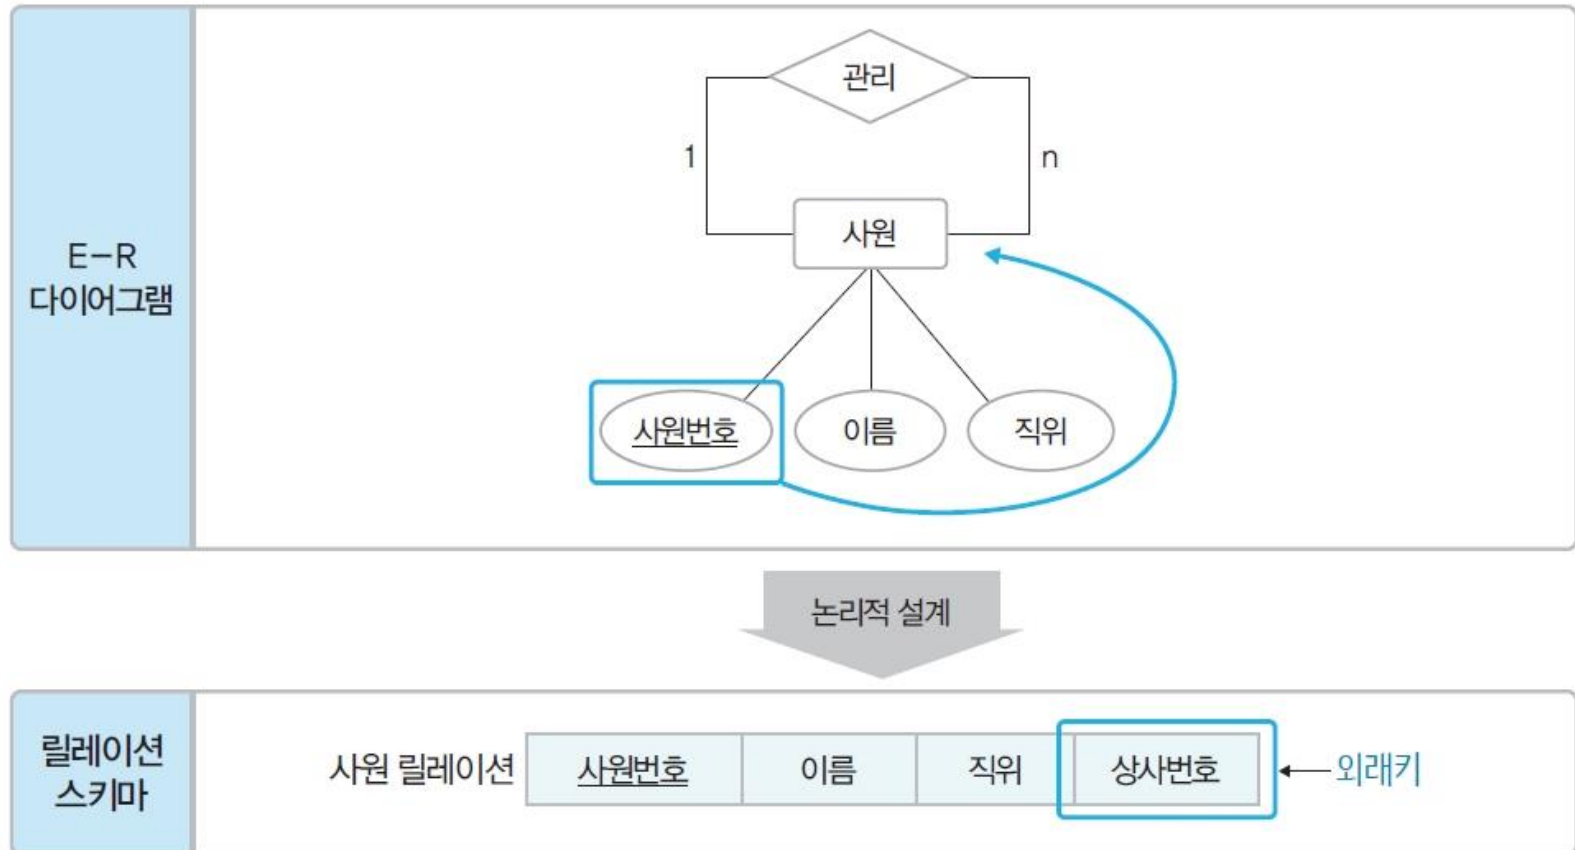 E-R
다이어그램
관리
1
n
사원
사원번호
이름
직위
논리적 설계
릴레이션
스키마
사원 릴레이션
사원번호
이름
직위
상사번호
외래키